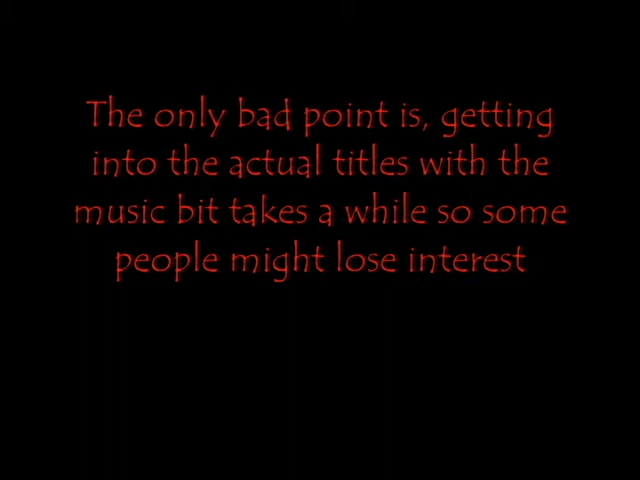 The only bad point is, getting
into the actual titles with the
music bit takes a while so some
people might lose interest